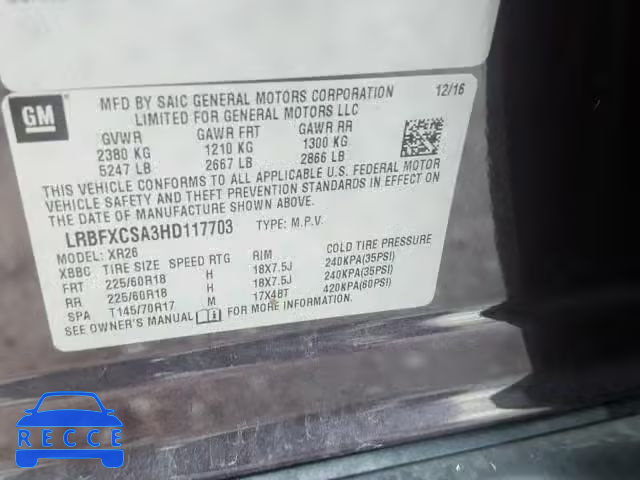 GM
MFD BY SAIC GENERAL MOTORS CORPORATION 12/16
LIMITED FOR GENERAL MOTORS LLC
GVWR GAWR FRT GAWR RR
2380 KG 1210 KG 1300 KG
5247 LB 2667 LB 2866 LB
THIS VEHICLE CONFORMS TO ALL APPLICABLE U.S. FEDERAL MOTOR
VEHICLE SAFETY AND THEFT PREVENTION STANDARDS IN EFFECT ON
THE DATE OF MANUFACTURE SHOWN ABOVE.
LRBFXCSA3HD117703 TYPE: M.P.V.
MODEL: XR26
XBBC TIRE SIZE SPEED RTG RIM COLD TIRE PRESSURE
FRT 225/60R18 H 18X7.5J 240KPA(35PSI)
RR 225/60R18 H 18X7.5J 240KPA(35PSI)
SPA T145/70R17 M 17X4BT 420KPA(60PSI)
SEE OWNER'S MANUAL FOR MORE INFORMATION.
RECCE